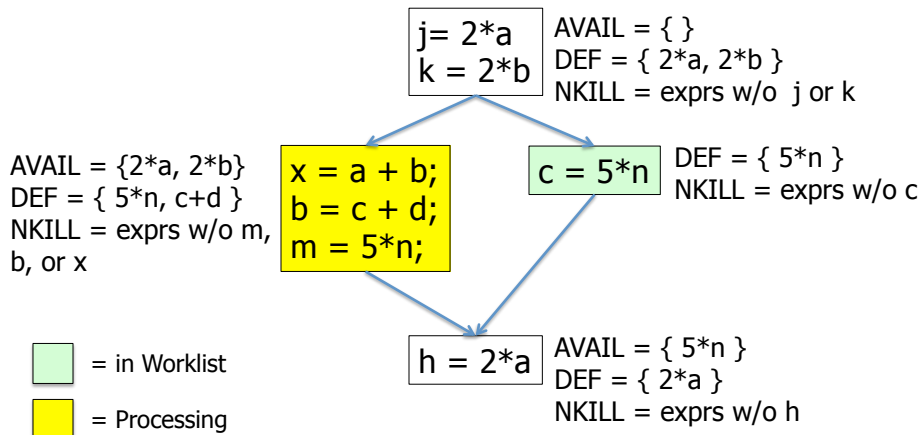 j= 2*a
k = 2*b
AVAIL = { }
DEF = { 2*a, 2*b }
NKILL = exprs w/o  j or k
AVAIL = {2*a, 2*b}
DEF = { 5*n, c+d }
NKILL = exprs w/o m,
b, or x
x = a + b;
b = c + d;
m = 5*n;
c = 5*n
DEF = { 5*n }
NKILL = exprs w/o c
h = 2*a
AVAIL = { 5*n }
DEF = { 2*a }
NKILL = exprs w/o h
= in Worklist
= Processing